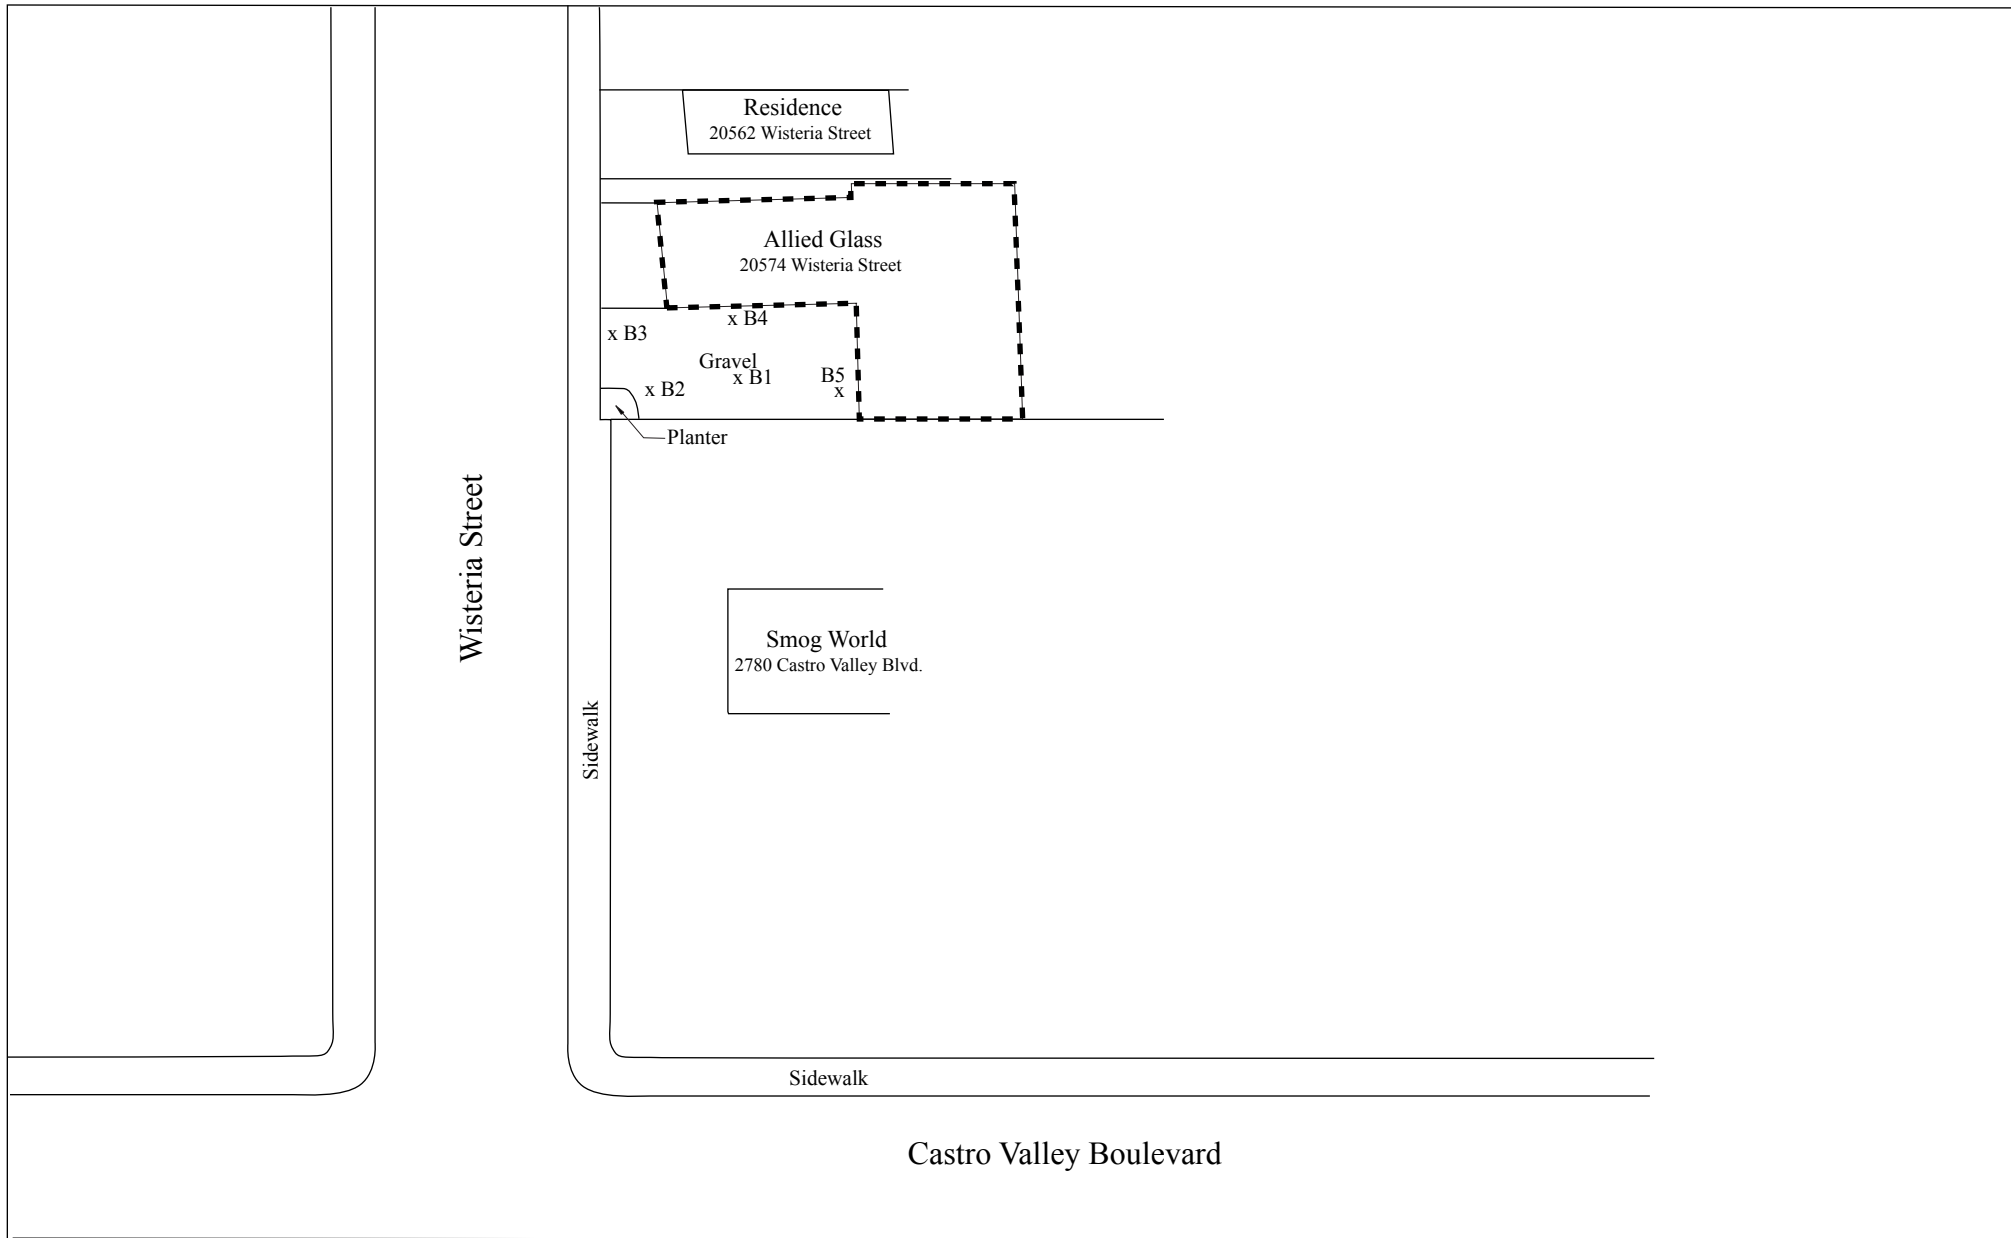 Residence
20562 Wisteria Street
Allied Glass
20574 Wisteria Street
x B4
x B3
Gravel
x B1
B5
x
x B2
Planter
Wisteria Street
Smog World
2780 Castro Valley Blvd.
Sidewalk
Sidewalk
Castro Valley Boulevard